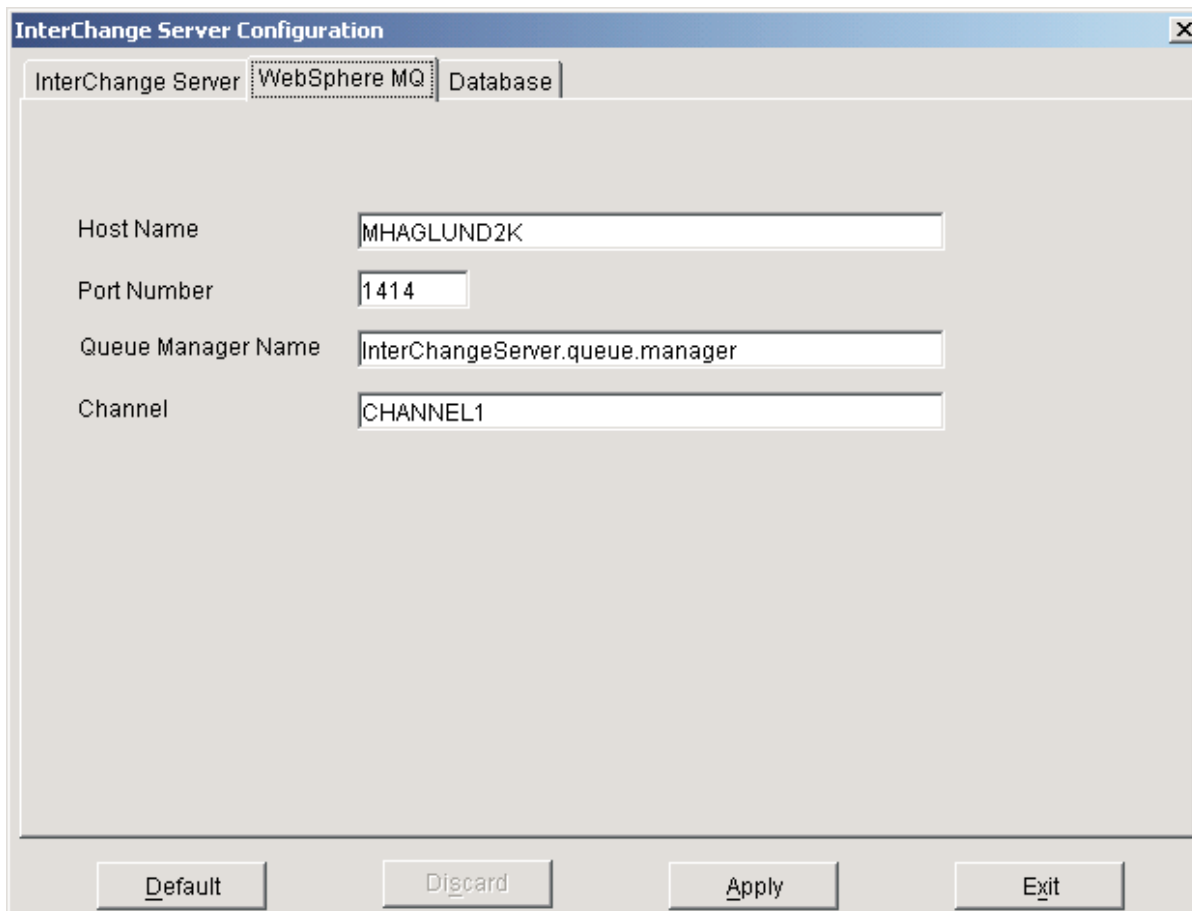 InterChange Server Configuration
InterChange Server WebSphere MQ Database
Host Name MHAGLUND2K
Port Number 1414
Queue Manager Name InterChangeServer.queue.manager
Channel CHANNEL1
Default Discard Apply Exit